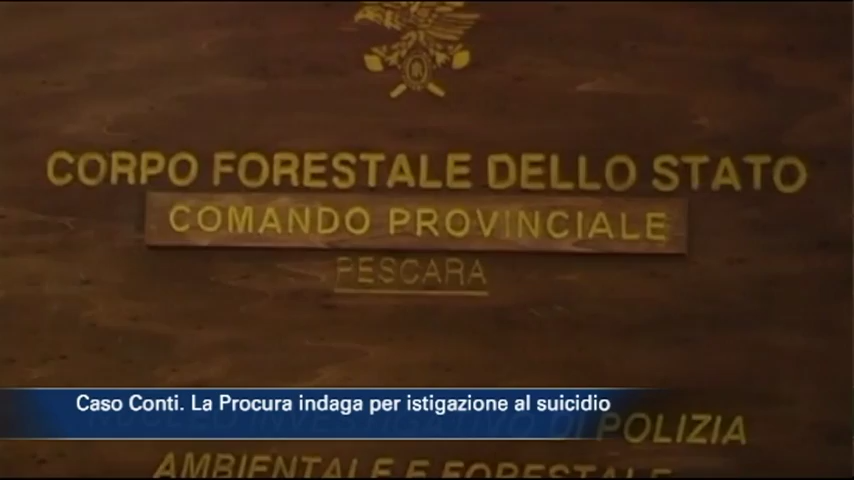 CORPO FORESTALE DELLO STATO
COMANDO PROVINCIALE
PESCARA
Caso Conti. La Procura indaga per istigazione al suicidio
DI POLIZIA
AMBIENTALE E FORESTALE